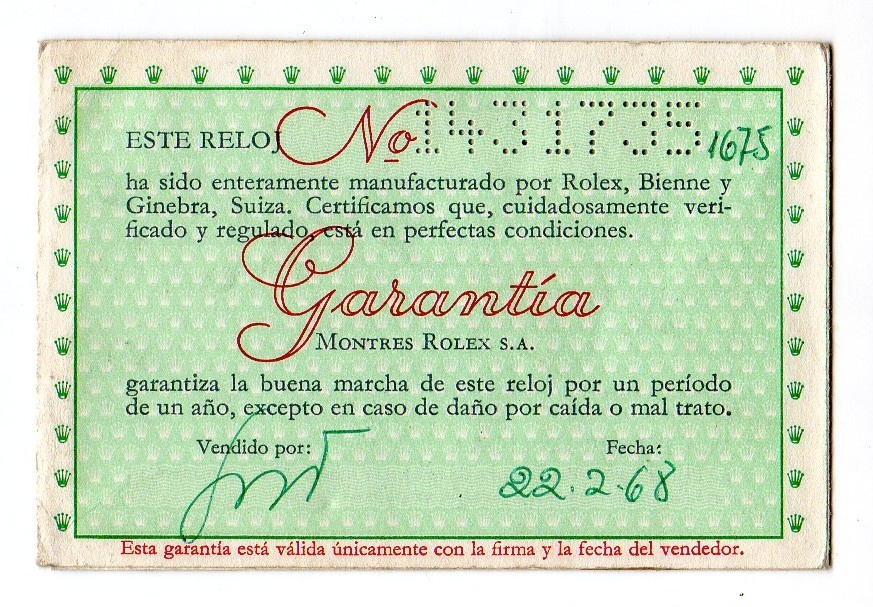 ESTE RELOJ No 1431735 1675
ha sido enteramente manufacturado por Rolex, Bienne y
Ginebra, Suiza. Certificamos que, cuidadosamente veri-
ficado y regulado, está en perfectas condiciones.
Garantía
MONTRES ROLEX S.A.
garantiza la buena marcha de este reloj por un período
de un año, excepto en caso de daño por caída o mal trato.
Vendido por: Fecha:
22.2.68
Esta garantía está válida únicamente con la firma y la fecha del vendedor.